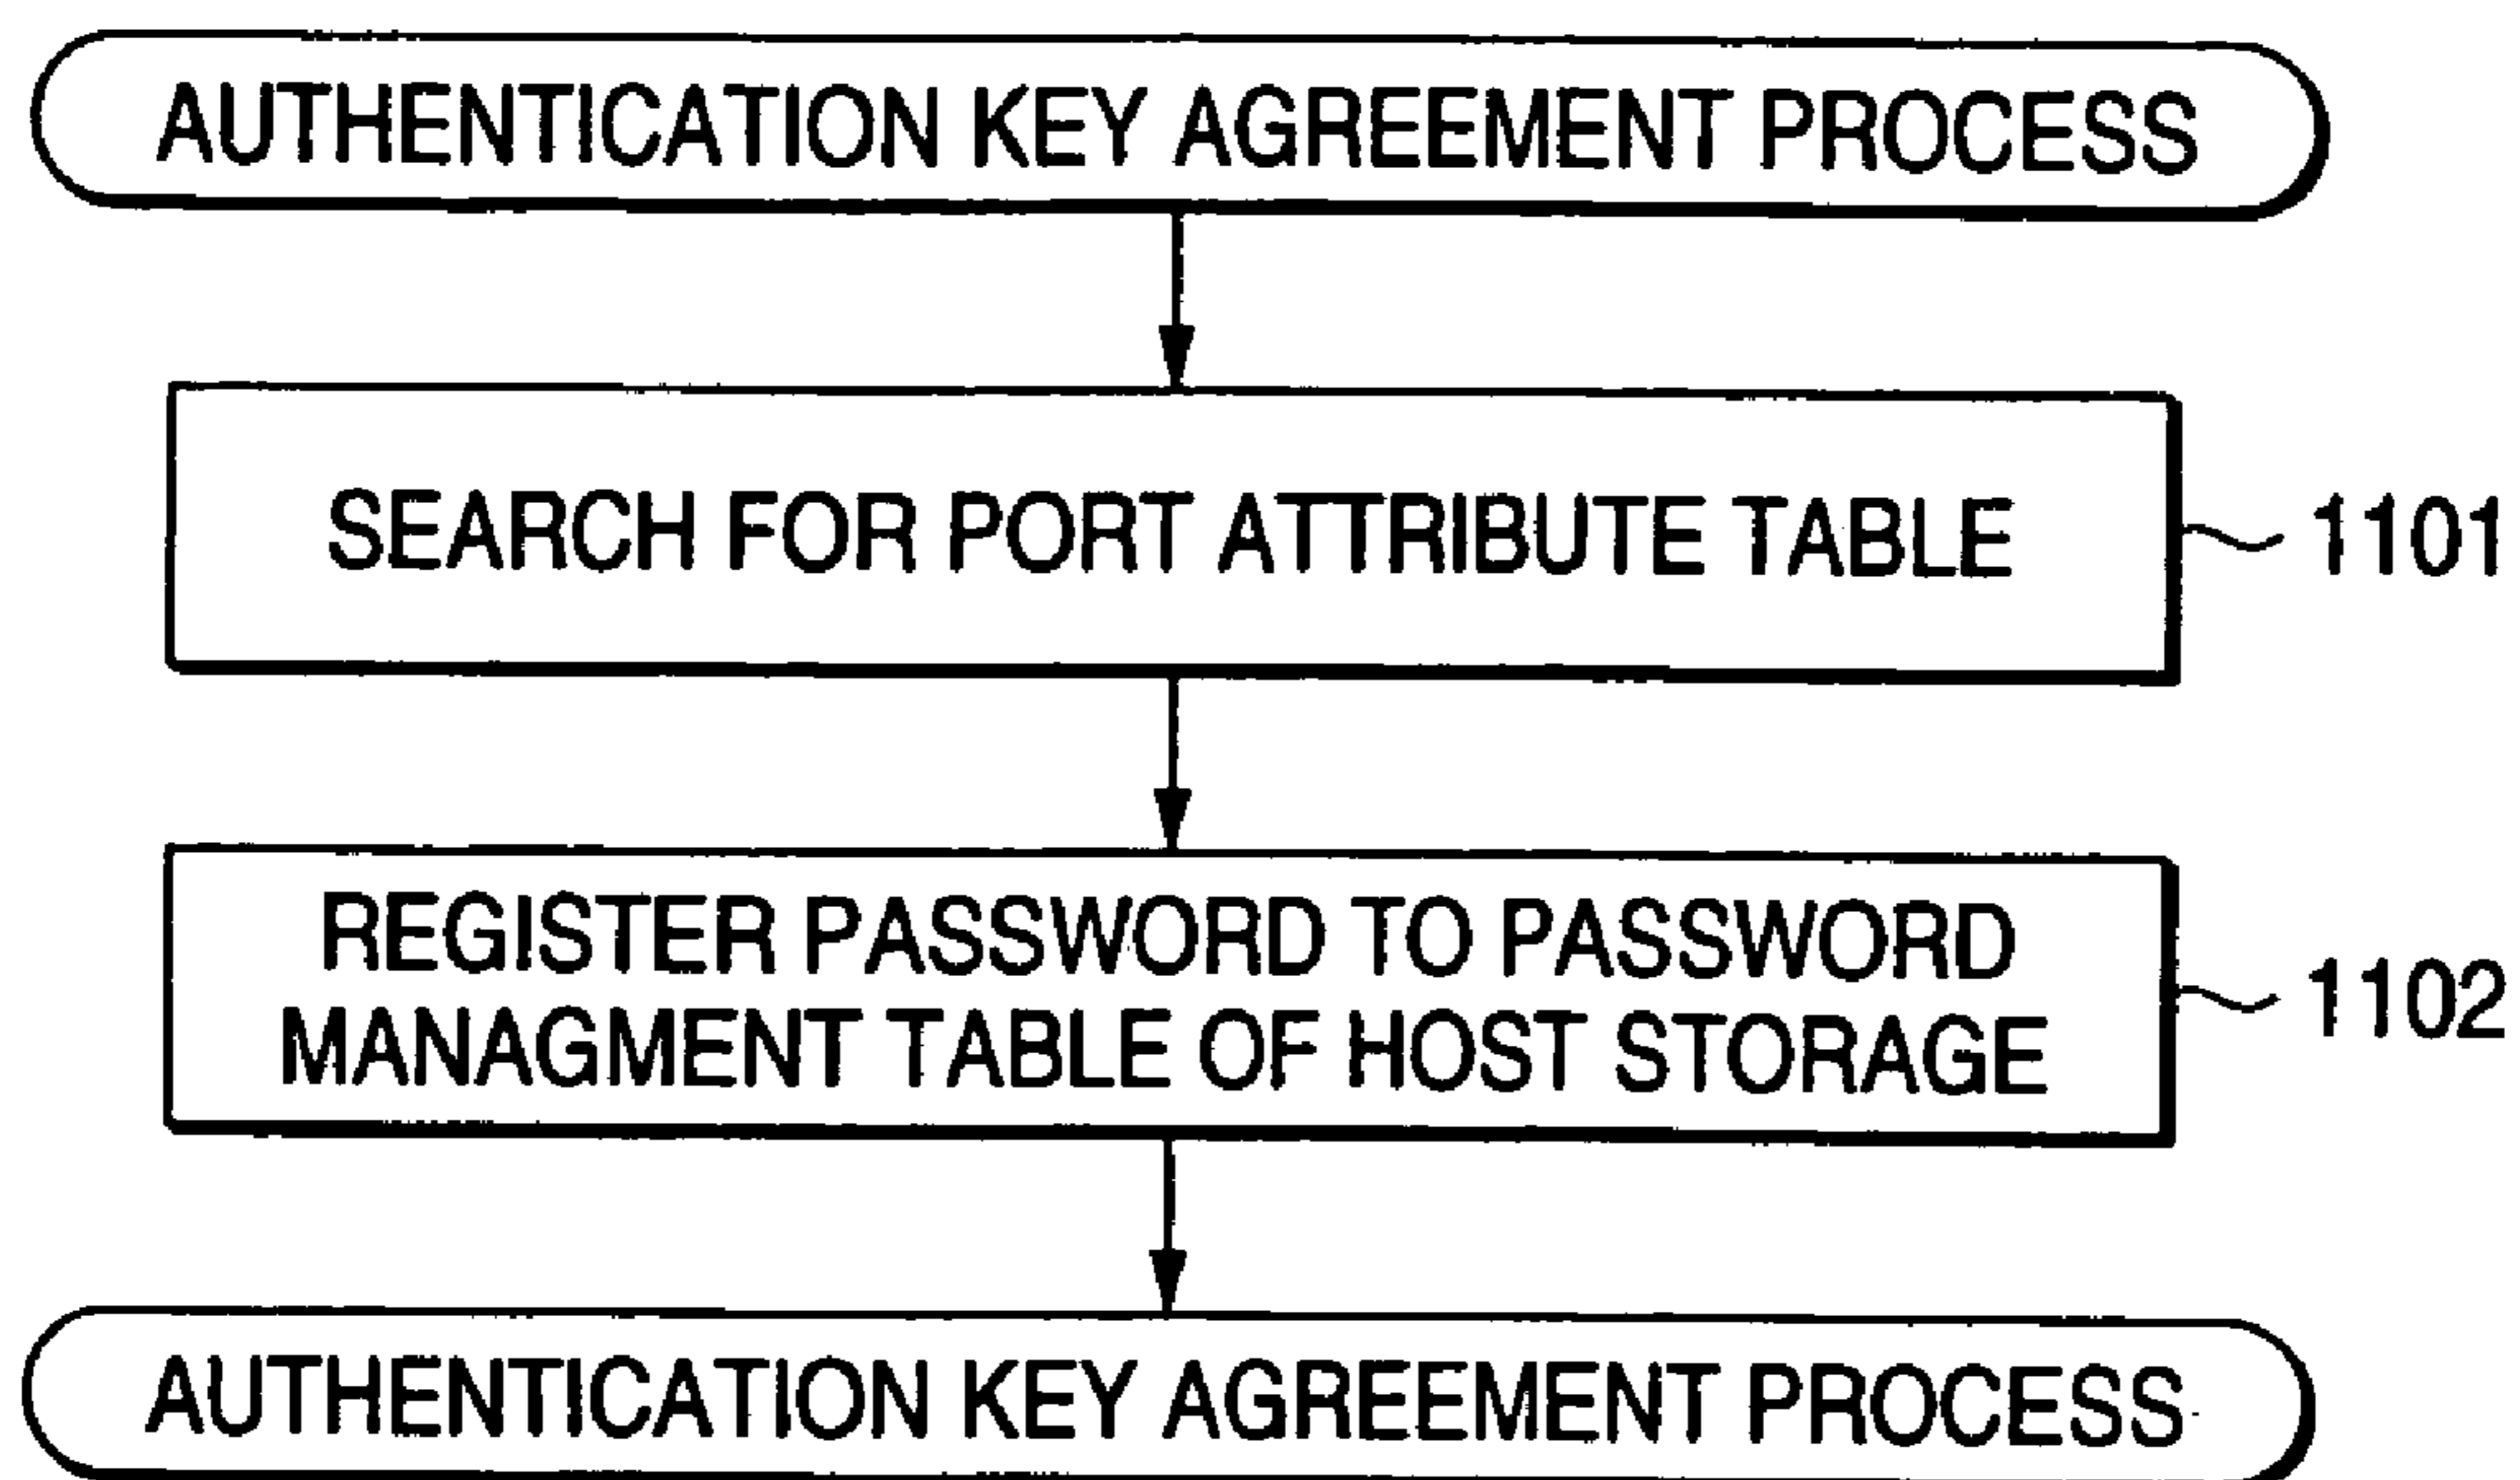 AUTHENTICATION KEY AGREEMENT PROCESS
SEARCH FOR PORT ATTRIBUTE TABLE
1101
REGISTER PASSWORD TO PASSWORD
MANAGMENT TABLE OF HOST STORAGE
1102
AUTHENTICATION KEY AGREEMENT PROCESS